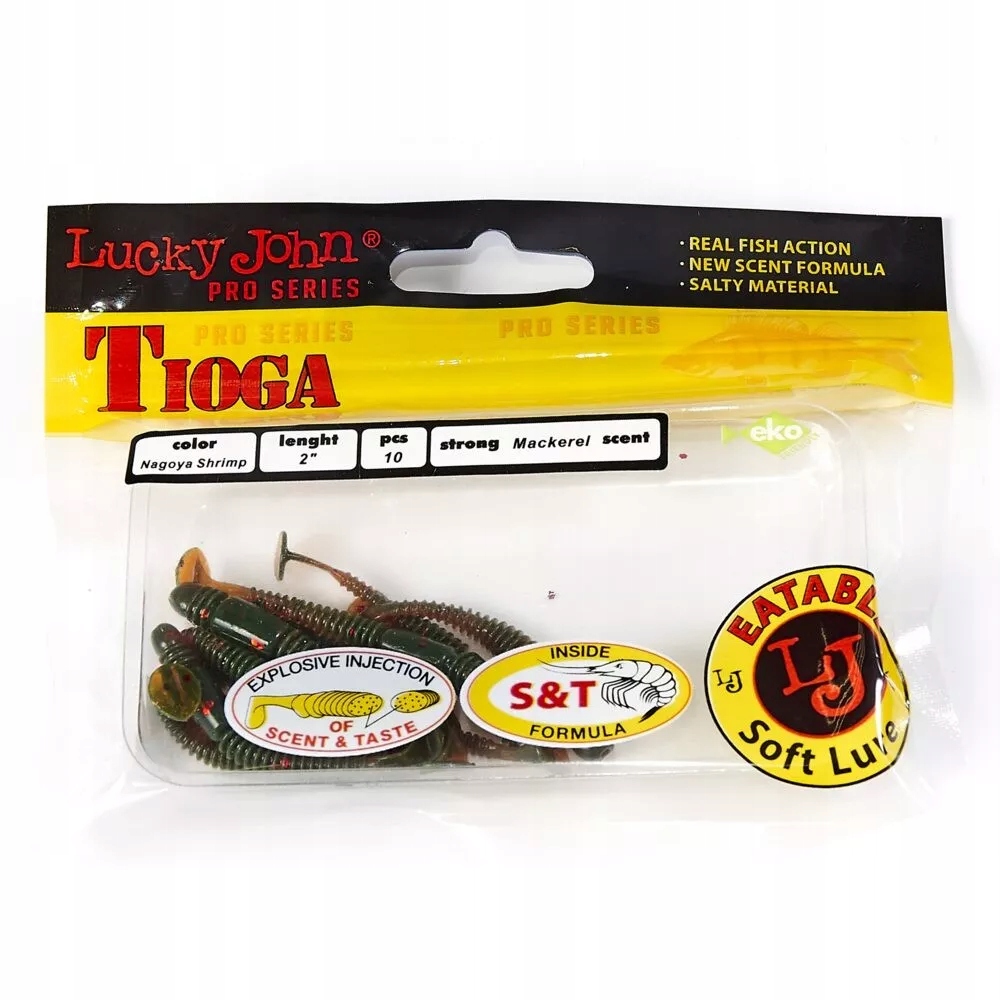 Lucky John®
PRO SERIES
· REAL FISH ACTION
· NEW SCENT FORMULA
· SALTY MATERIAL
PRO SERIES
PRO SERIES
TIOGA
color
Nagoya Shrimp
lenght
2"
pcs
10
strong Mackerel scent
eko
EXPLOSIVE INJECTION
OF
SCENT & TASTE
INSIDE
S&T
FORMULA
EATABL
LJ
LJ
Soft Lure